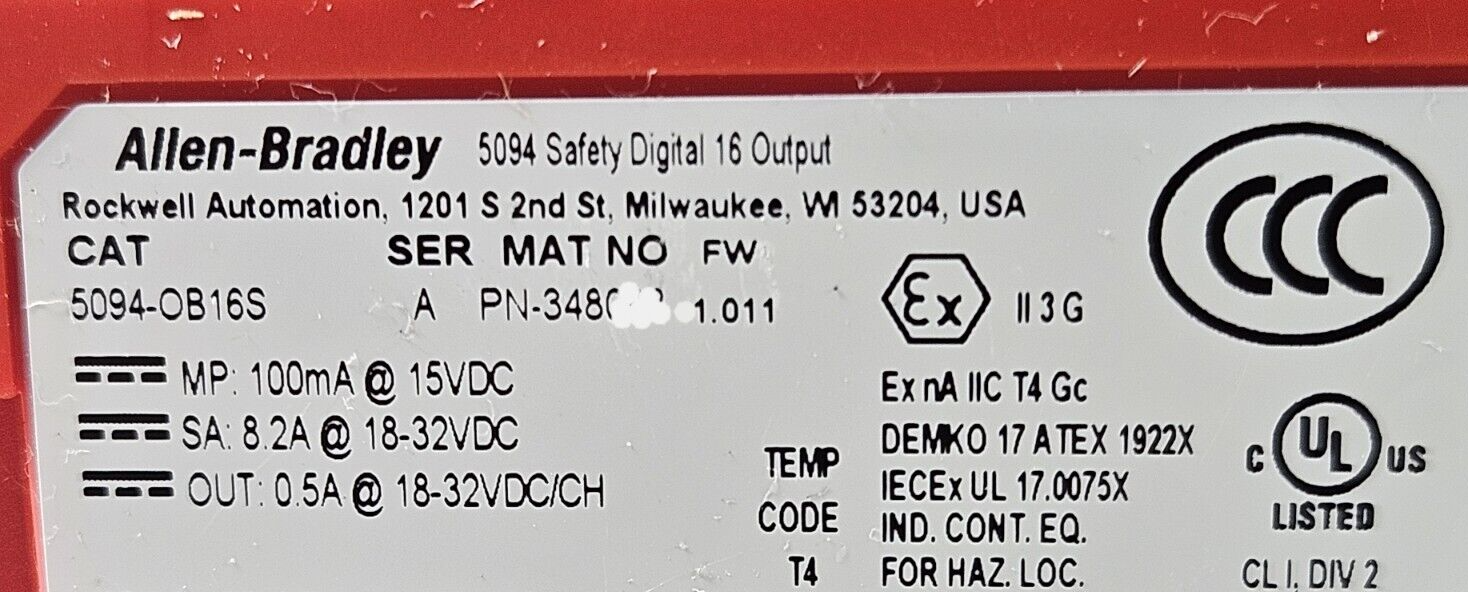 Allen-Bradley 5094 Safety Digital 16 Output
Rockwell Automation, 1201 S 2nd St, Milwaukee, WI 53204, USA
CAT SER MAT NO FW
5094-OB16S A 1.011
MP: 100mA @ 15VDC
SA: 8.2A @ 18-32VDC
OUT: 0.5A @ 18-32VDC/CH
TEMP
CODE
T4
Ex II 3 G
Ex nA IIC T4 Gc
DEMKO 17 ATEX 1922X
IECEx UL 17.0075X
IND. CONT. EQ.
FOR HAZ. LOC.
CCC
C UL US
LISTED
CL I, DIV 2